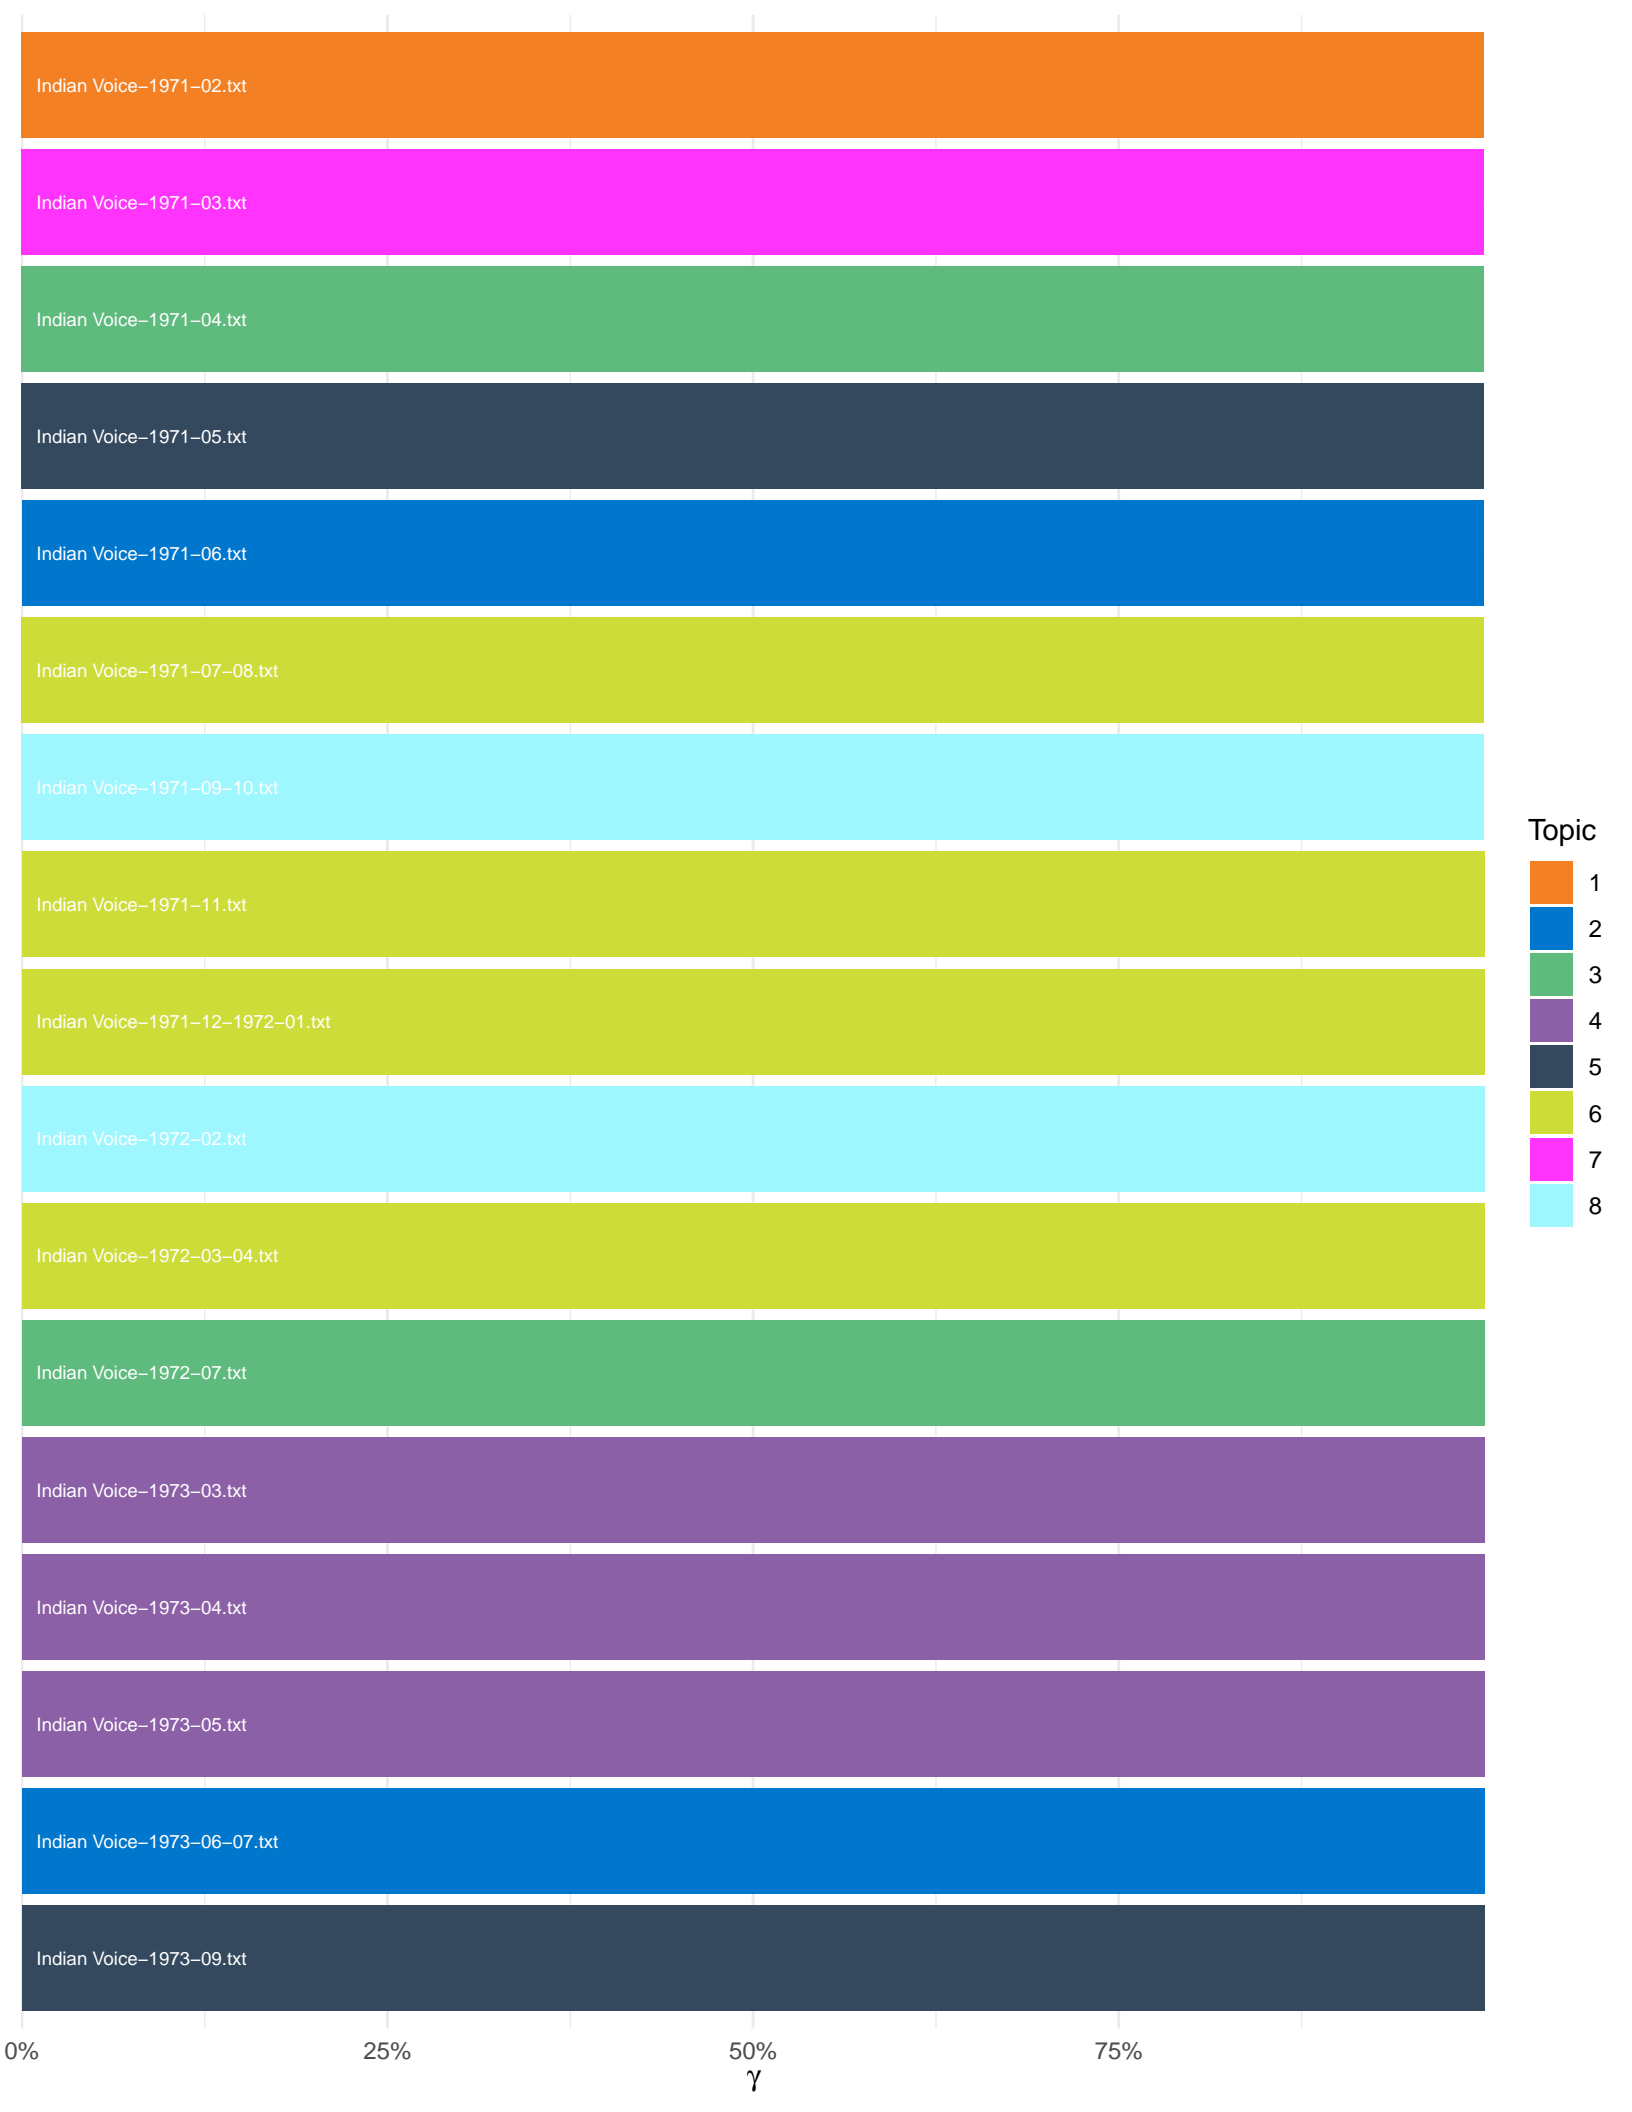 Indian Voice–1971–02.txt
Indian Voice–1971–03.txt
Indian Voice–1971–04.txt
Indian Voice–1971–05.txt
Indian Voice–1971–06.txt
Indian Voice–1971–07–08.txt
Indian Voice–1971–09–10.txt
Indian Voice–1971–11.txt
Indian Voice–1971–12–1972–01.txt
Indian Voice–1972–02.txt
Indian Voice–1972–03–04.txt
Indian Voice–1972–07.txt
Indian Voice–1973–03.txt
Indian Voice–1973–04.txt
Indian Voice–1973–05.txt
Indian Voice–1973–06–07.txt
Indian Voice–1973–09.txt
0% 25% 50% 75%
γ
Topic
1
2
3
4
5
6
7
8